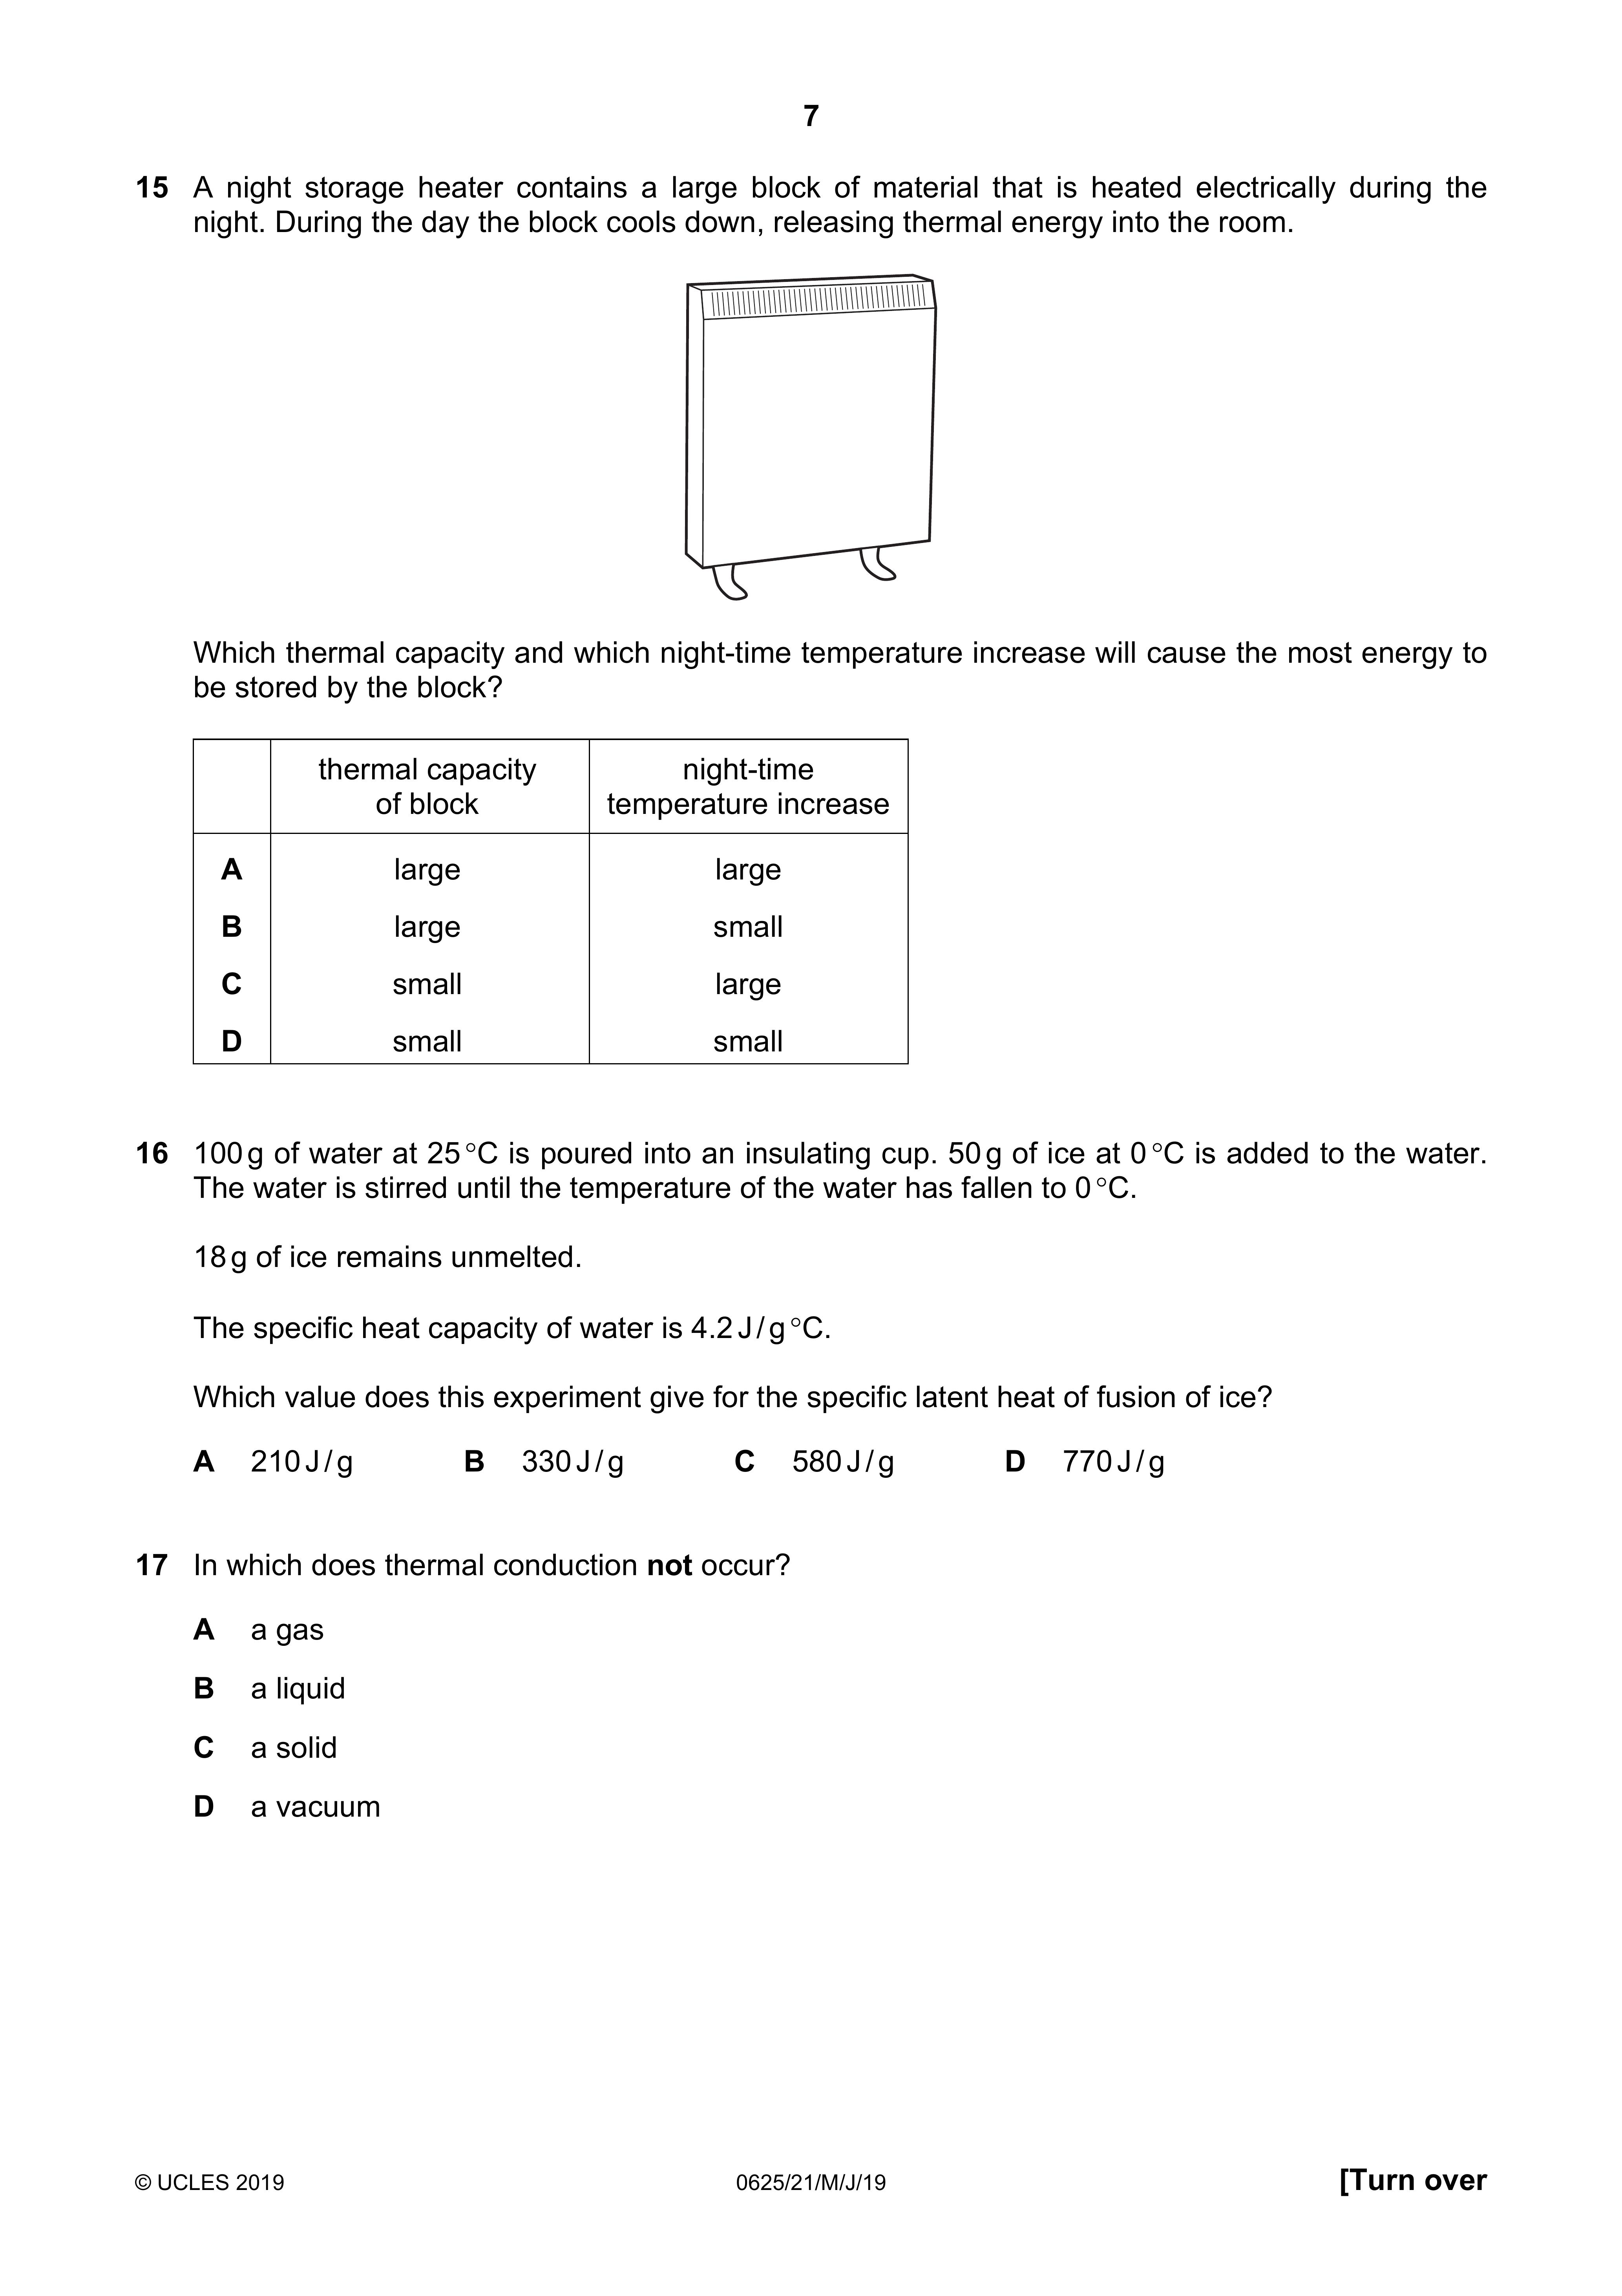 7
15 A night storage heater contains a large block of material that is heated electrically during the
night. During the day the block cools down, releasing thermal energy into the room.
Which thermal capacity and which night-time temperature increase will cause the most energy to
be stored by the block?
thermal capacity
of block
night-time
temperature increase
A large large
B large small
C small large
D small small
16 100 g of water at 25 °C is poured into an insulating cup. 50 g of ice at 0 °C is added to the water.
The water is stirred until the temperature of the water has fallen to 0 °C.
18 g of ice remains unmelted.
The specific heat capacity of water is 4.2 J / g °C.
Which value does this experiment give for the specific latent heat of fusion of ice?
A 210 J / g B 330 J / g C 580 J / g D 770 J / g
17 In which does thermal conduction not occur?
A a gas
B a liquid
C a solid
D a vacuum
© UCLES 2019 0625/21/M/J/19 [Turn over